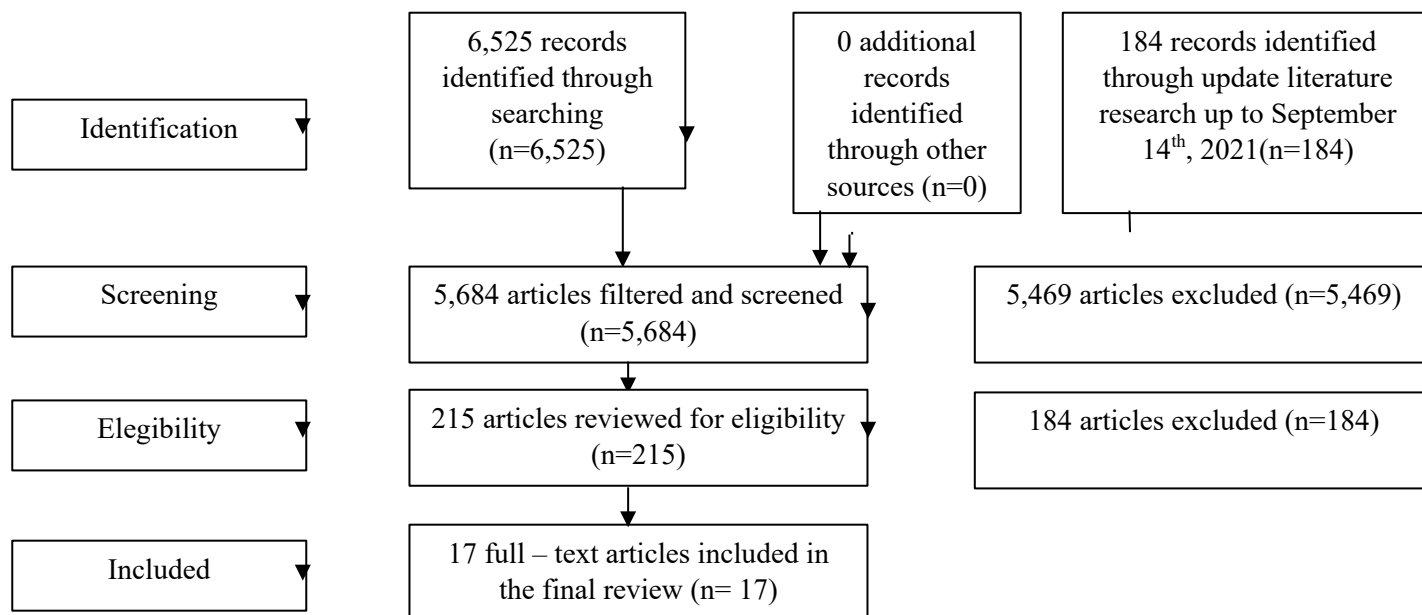 Identification
6,525 records
identified through
searching
(n=6,525)
0 additional
records
identified
through other
sources (n=0)
184 records identified
through update literature
research up to September
14th, 2021(n=184)
Screening
5,684 articles filtered and screened
(n=5,684)
5,469 articles excluded (n=5,469)
Elegibility
215 articles reviewed for eligibility
(n=215)
184 articles excluded (n=184)
Included
17 full – text articles included in
the final review (n= 17)